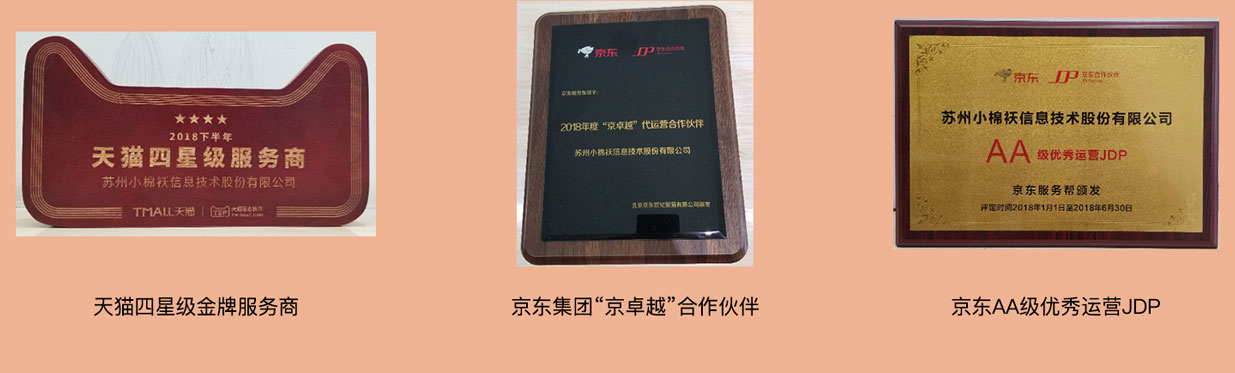 ★★★★
2018下半年
天猫四星级服务商
苏州小棉袄信息技术股份有限公司
TMALL天猫
京东
JDP 京东合作伙伴
2018年度“京卓越”代运营合作伙伴
苏州小棉袄信息技术股份有限公司
京东
JDP 京东合作伙伴
苏州小棉袄信息技术股份有限公司
AA级优秀运营JDP
京东服务帮颁发
评定时间2018年1月1日至2018年6月30日
天猫四星级金牌服务商
京东集团“京卓越”合作伙伴
京东AA级优秀运营JDP